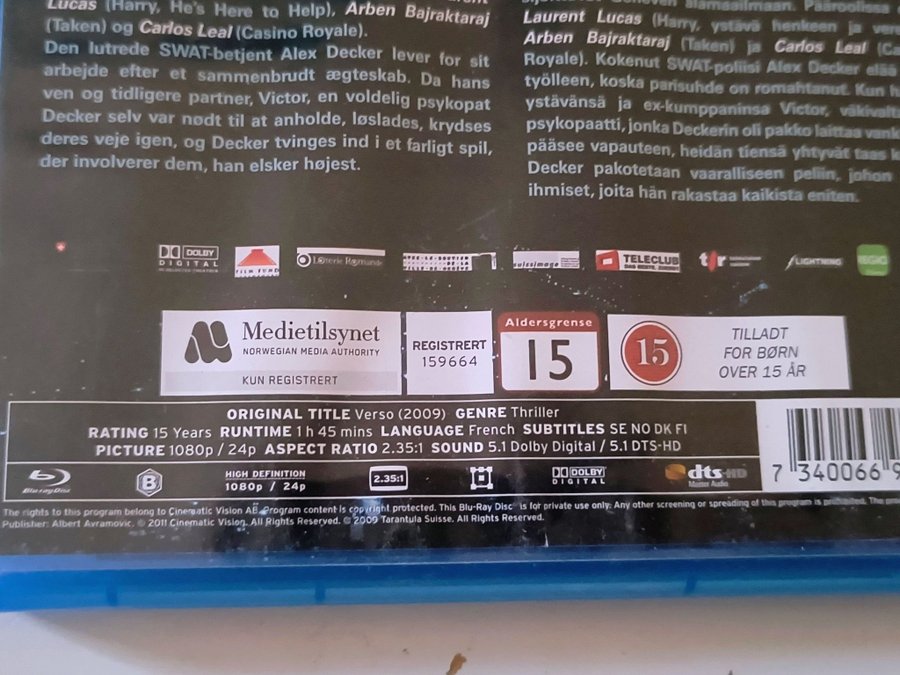 Lucas (Harry, He's Here to Help), Arben Bajraktaraj
(Taken) og Carlos Leal (Casino Royale).
Den lutrede SWAT-betjent Alex Decker lever for sit
arbejde efter et sammenbrudt ægteskab. Da hans
ven og tidligere partner, Victor, en voldelig psykopat
Decker selv var nødt til at anholde, løslades, krydses
deres veje igen, og Decker tvinges ind i et farligt spil,
der involverer dem, han elsker højest.
Laurent Lucas (Harry, ystävä henkeen ja
Arben Bajraktaraj (Taken) ja Carlos Leal
Royale). Kokenut SWAT-poliisi Alex Decker elää
työlleen, koska parisuhde on romahtanut. Kun
ystävänsä ja ex-kumppaninsa Victor,
psykopaatti, jonka Deckerin oli pakko laittaa
pääsee vapauteen, heidän tiensä yhtyvät taas
Decker pakotetaan vaaralliseen peliin, johon
ihmiset, joita hän rakastaa kaikista eniten.
DOLBY
DIGITAL
FILM FUND
Loterie Romande
suissimage
TELECLUB
LIGHTNING
REGIO
Medietilsynet
NORWEGIAN MEDIA AUTHORITY
KUN REGISTRERT
REGISTRERT
159664
Aldersgrense
15
15
TILLADT
FOR BØRN
OVER 15 ÅR
ORIGINAL TITLE Verso (2009) GENRE Thriller
RATING 15 Years RUNTIME 1 h 45 mins LANGUAGE French SUBTITLES SE NO DK FI
PICTURE 1080p / 24p ASPECT RATIO 2.35:1 SOUND 5.1 Dolby Digital / 5.1 DTS-HD
Blu-ray Disc
B
HIGH DEFINITION
1080p / 24p
2.35:1
DOLBY
DIGITAL
dts-HD
Master Audio
7 340066 9
The rights to this program belong to Cinematic Vision AB. Program content is copyright protected. This Blu-Ray Disc is for private use only. Any other screening or spreading of this program is prohibited. The
Publisher: Albert Avramovic. © 2011 Cinematic Vision. All Rights Reserved. © 2009 Tarantula Suisse. All Rights Reserved.